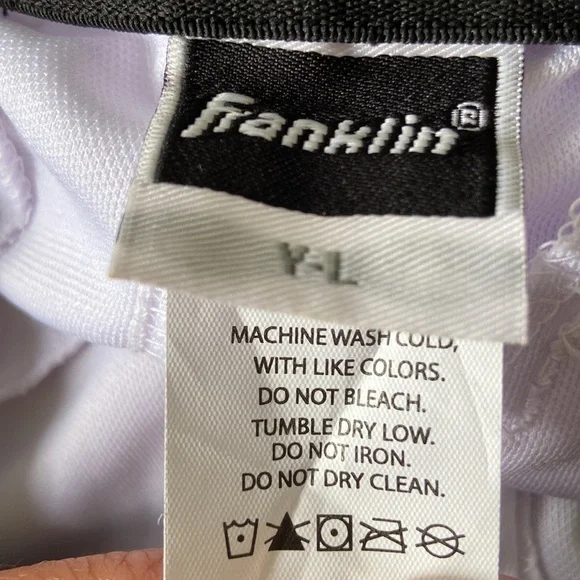 franklin®
Y-L
MACHINE WASH COLD,
WITH LIKE COLORS.
DO NOT BLEACH.
TUMBLE DRY LOW.
DO NOT IRON.
DO NOT DRY CLEAN.